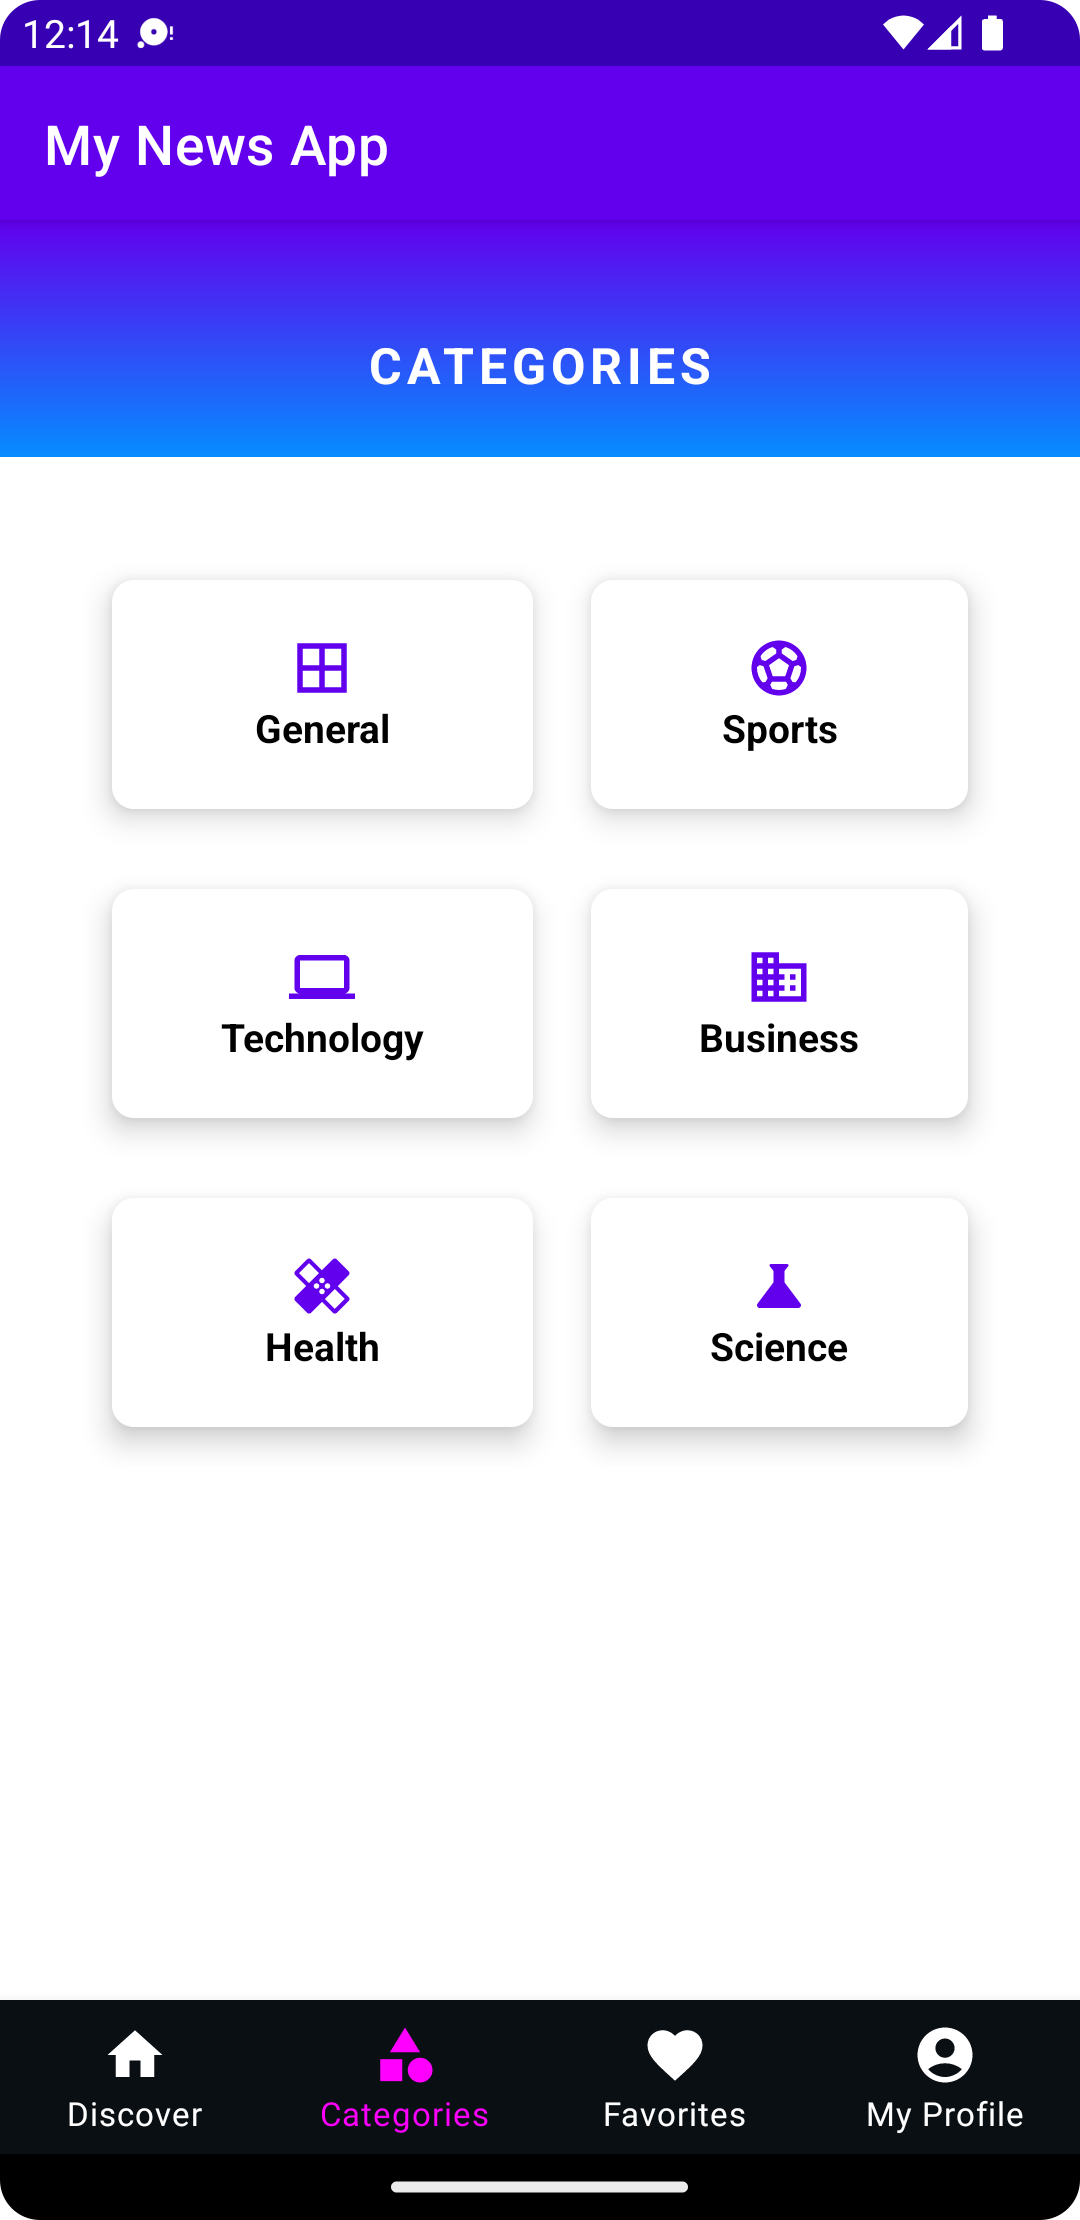 12:14
My News App
CATEGORIES
General
Sports
Technology
Business
Health
Science
Discover
Categories
Favorites
My Profile